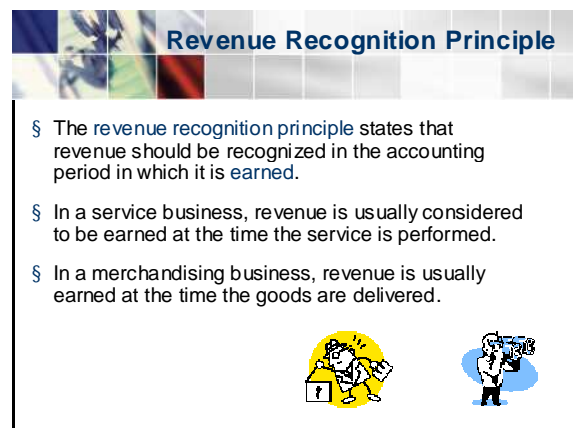 Revenue Recognition Principle
§ The revenue recognition principle states that
revenue should be recognized in the accounting
period in which it is earned.
§ In a service business, revenue is usually considered
to be earned at the time the service is performed.
§ In a merchandising business, revenue is usually
earned at the time the goods are delivered.